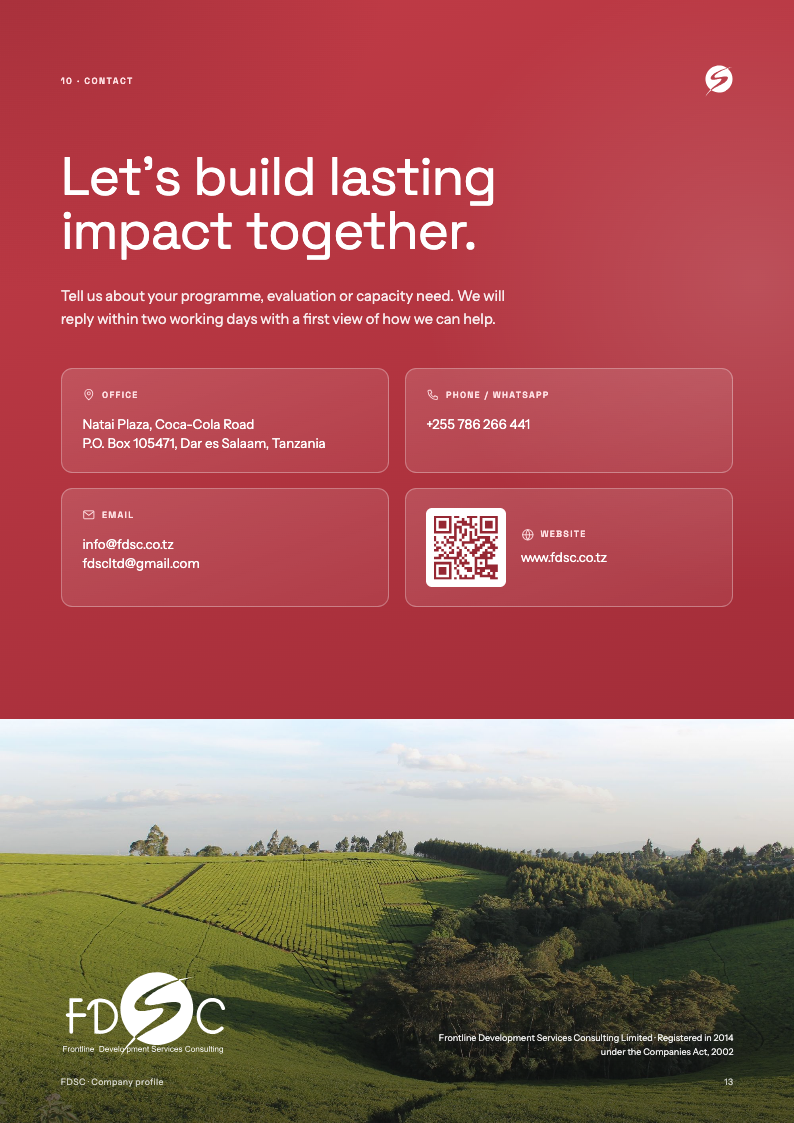 10 · CONTACT
Let’s build lasting
impact together.
Tell us about your programme, evaluation or capacity need. We will
reply within two working days with a first view of how we can help.
OFFICE
Natai Plaza, Coca-Cola Road
P.O. Box 105471, Dar es Salaam, Tanzania
PHONE / WHATSAPP
+255 786 266 441
EMAIL
info@fdsc.co.tz
fdscltd@gmail.com
WEBSITE
www.fdsc.co.tz
FDSC
Frontline Development Services Consulting
Frontline Development Services Consulting Limited · Registered in 2014
under the Companies Act, 2002
FDSC · Company profile
13